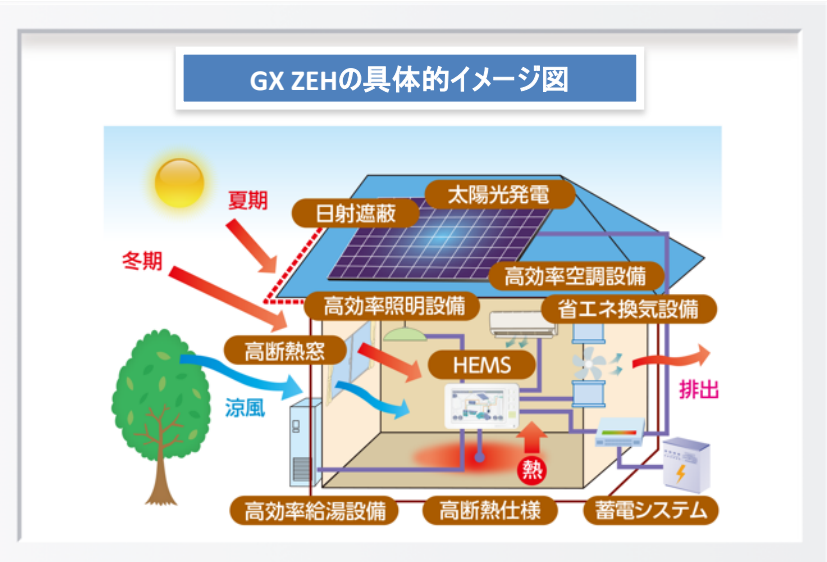 GX ZEHの具体的イメージ図
太陽光発電
夏期
日射遮蔽
冬期
高効率空調設備
高効率照明設備
省エネ換気設備
高断熱窓
HEMS
排出
涼風
熱
高効率給湯設備
高断熱仕様
蓄電システム